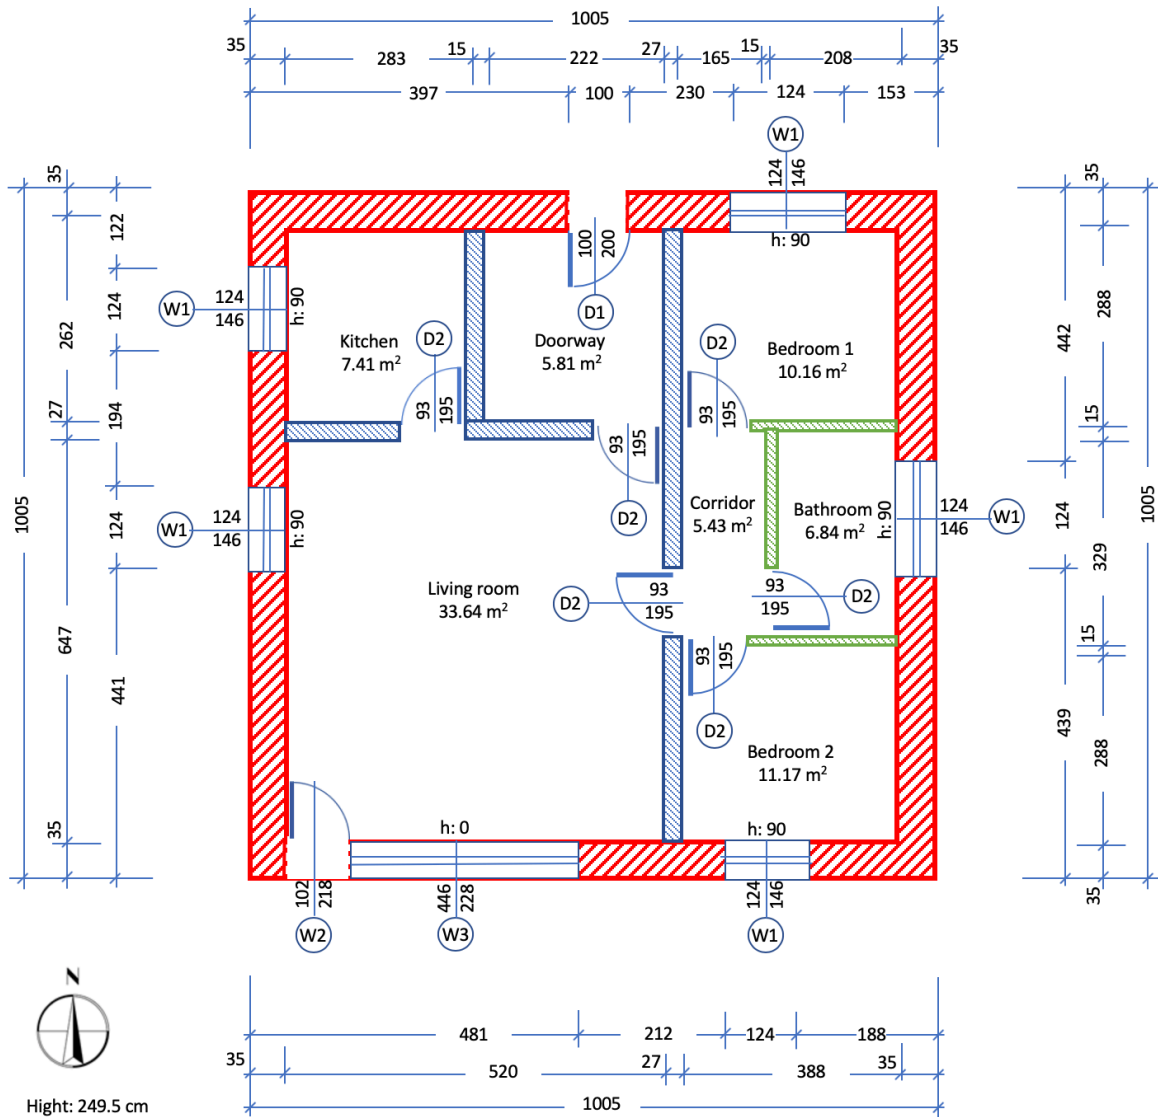 1005
35 283 15 222 27 165 15 208 35
397 100 230 124 153
W1
124
146
h: 90
35
122
124
262
27
194
1005
124
647
441
35
W1
124
146
h: 90
W1
124
146
h: 90
Kitchen
7.41 m²
D2
93
195
100
200
D1
Doorway
5.81 m²
93
195
D2
D2
93
195
Bedroom 1
10.16 m²
Corridor
5.43 m²
Bathroom
6.84 m²
h: 90
124
146
W1
Living room
33.64 m²
D2
93
195
93
195
D2
93
195
D2
Bedroom 2
11.17 m²
h: 0
h: 90
102
218
W2
446
228
W3
124
146
W1
35
288
442
15
124
329
1005
15
439
288
35
N
481 212 124 188
35 520 27 388 35
1005
Hight: 249.5 cm